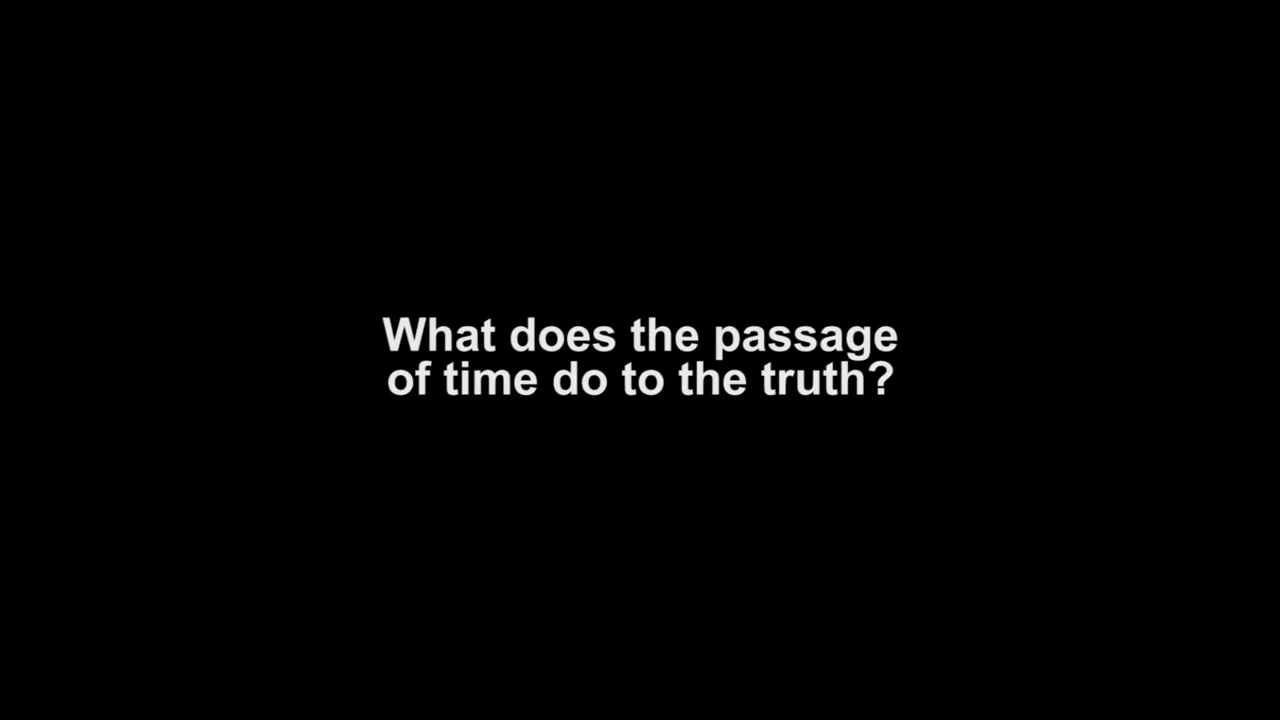 What does the passage
of time do to the truth?